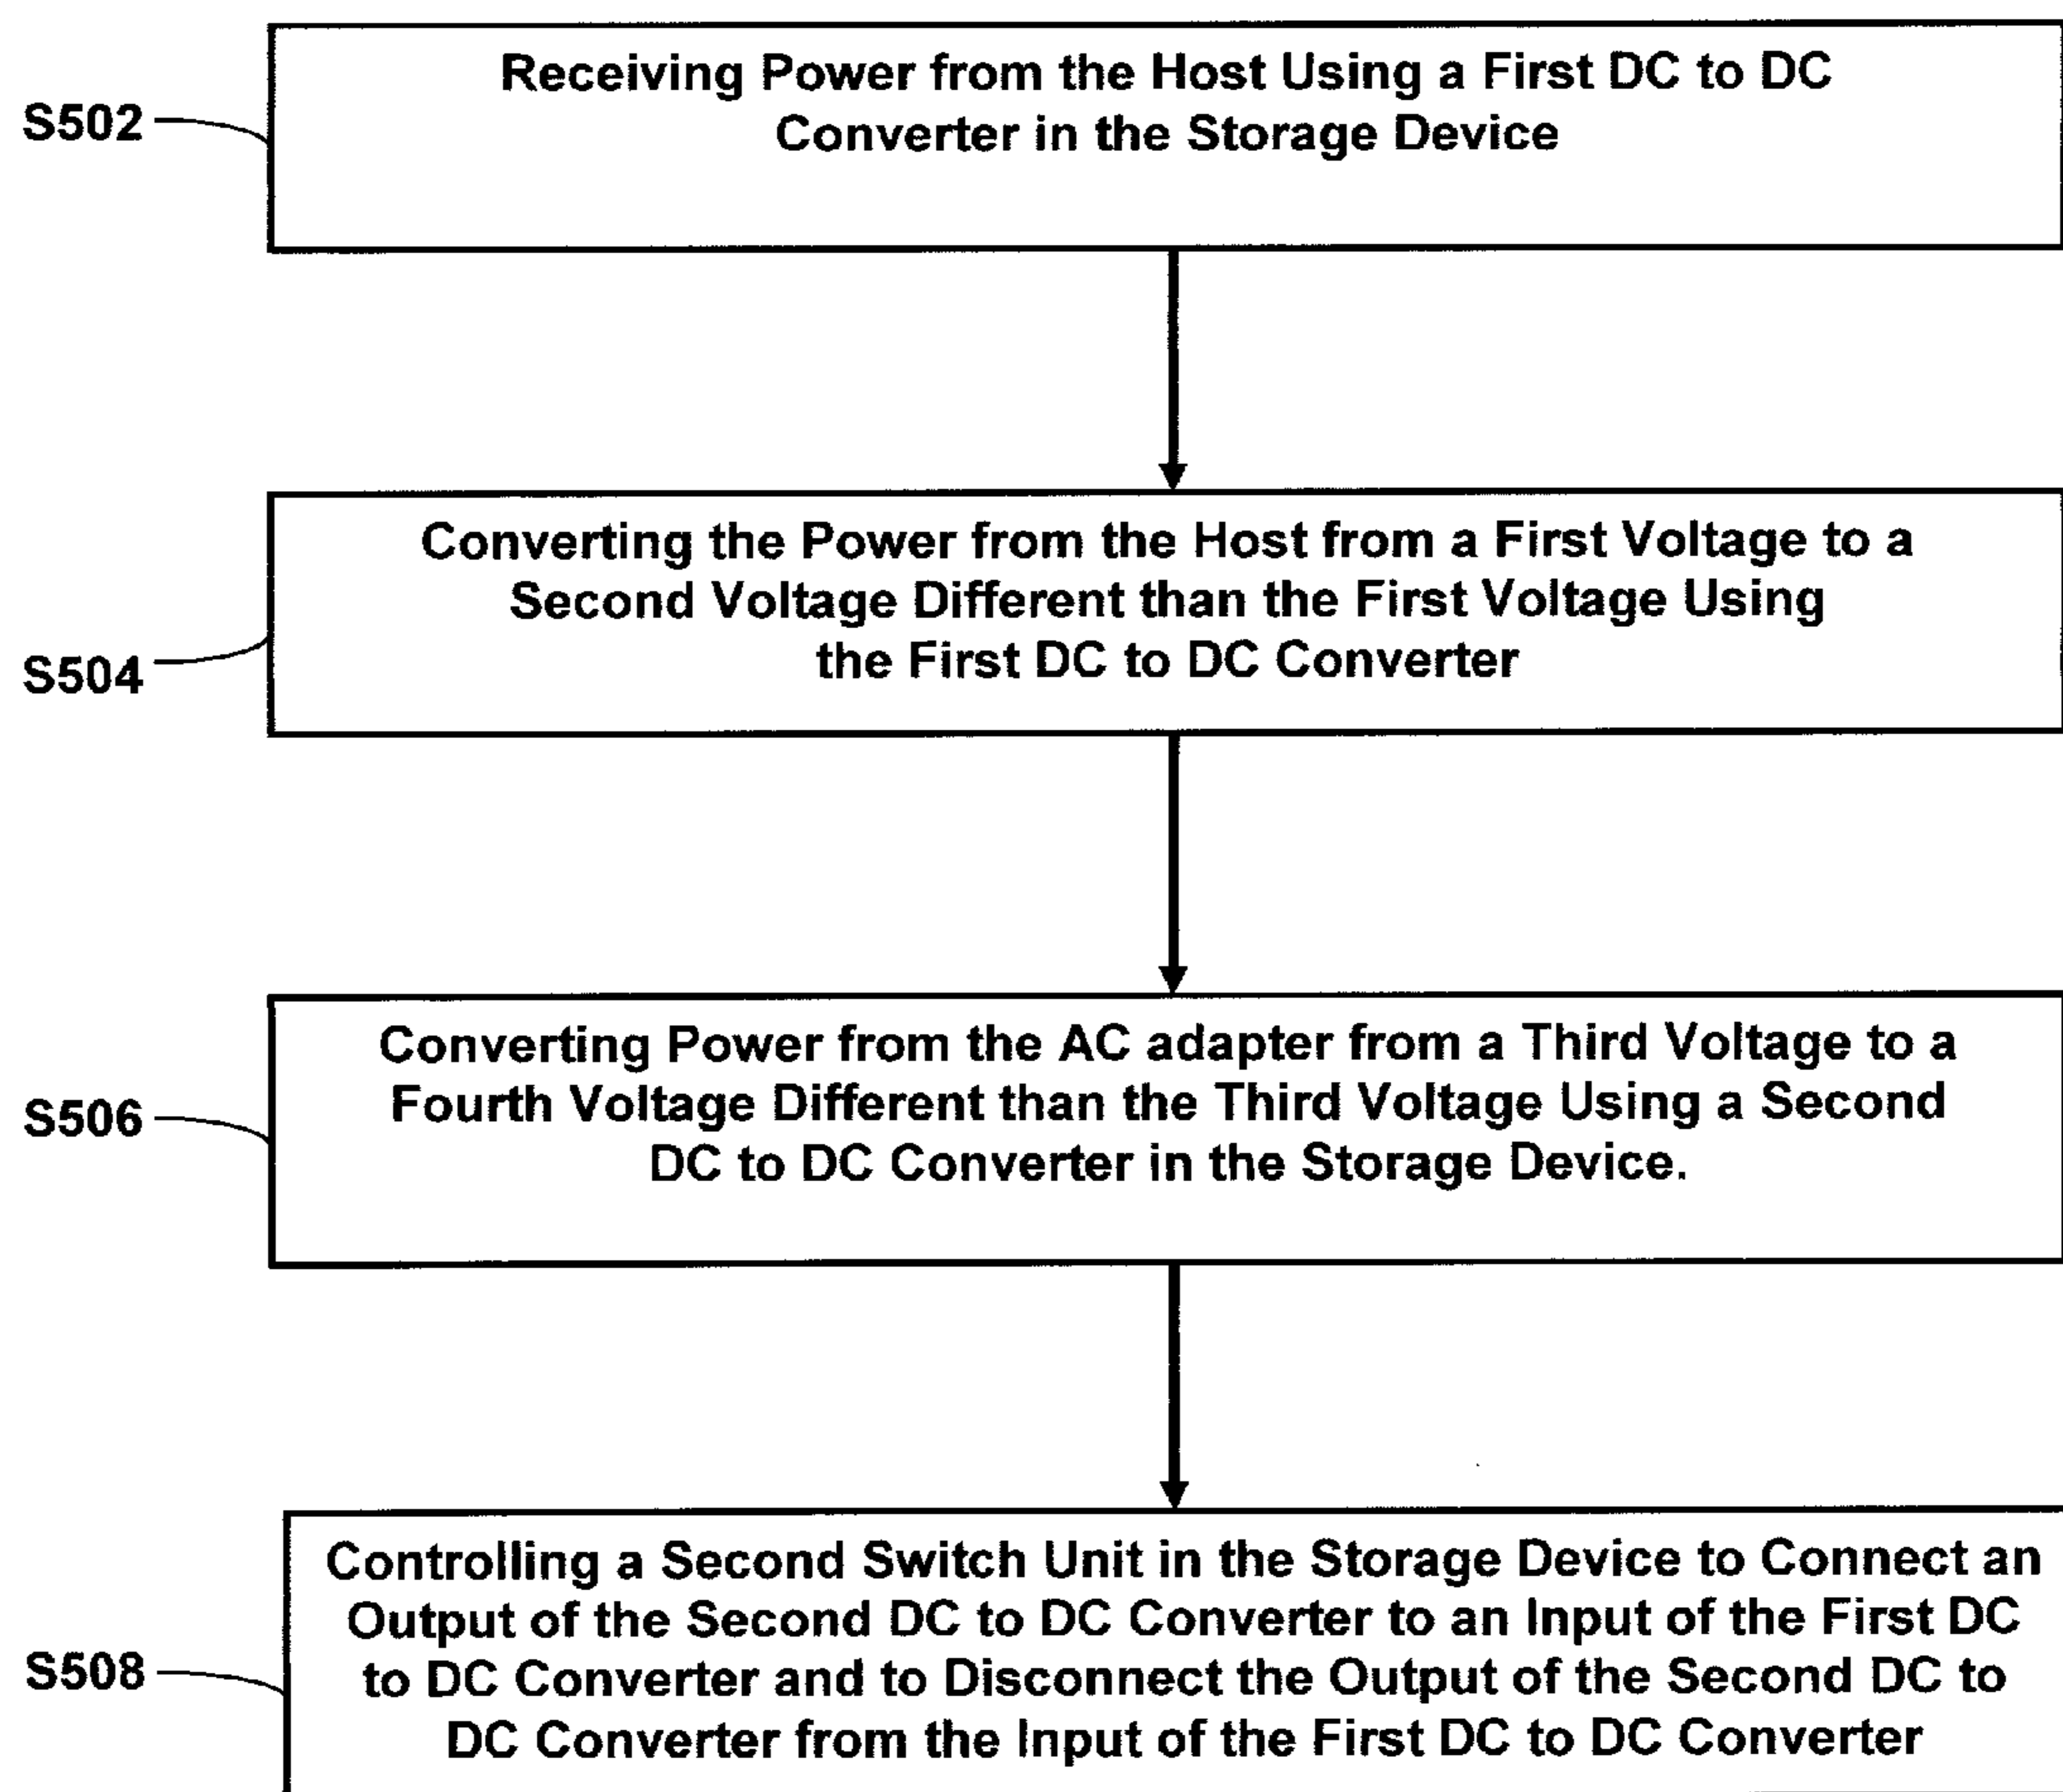 Receiving Power from the Host Using a First DC to DC
Converter in the Storage Device
S502
Converting the Power from the Host from a First Voltage to a
Second Voltage Different than the First Voltage Using
the First DC to DC Converter
S504
Converting Power from the AC adapter from a Third Voltage to a
Fourth Voltage Different than the Third Voltage Using a Second
DC to DC Converter in the Storage Device.
S506
Controlling a Second Switch Unit in the Storage Device to Connect an
Output of the Second DC to DC Converter to an Input of the First DC
to DC Converter and to Disconnect the Output of the Second DC to
DC Converter from the Input of the First DC to DC Converter
S508